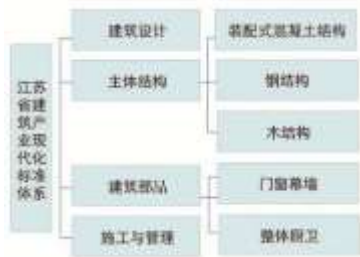 江苏
省建
筑产
业现
代化
标准
体系
建筑设计
主体结构
装配式混凝土结构
钢结构
木结构
建筑部品
门窗幕墙
整体厨卫
施工与管理